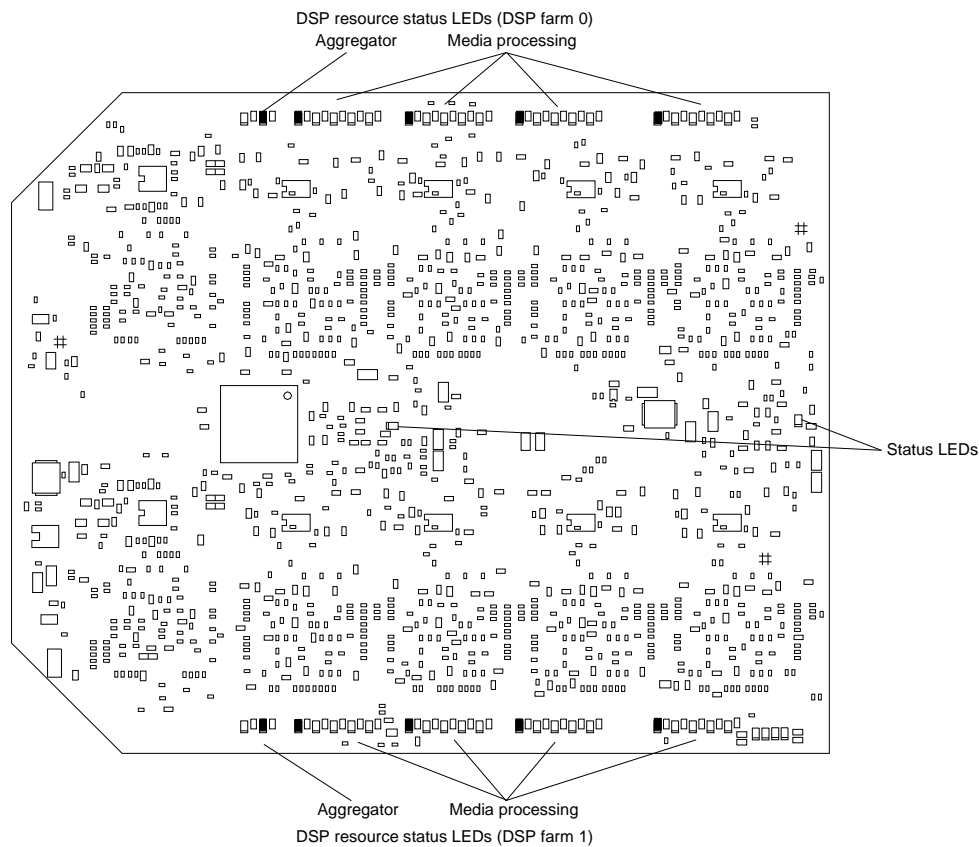 DSP resource status LEDs (DSP farm 0)
Aggregator Media processing
Status LEDs
Aggregator Media processing
DSP resource status LEDs (DSP farm 1)